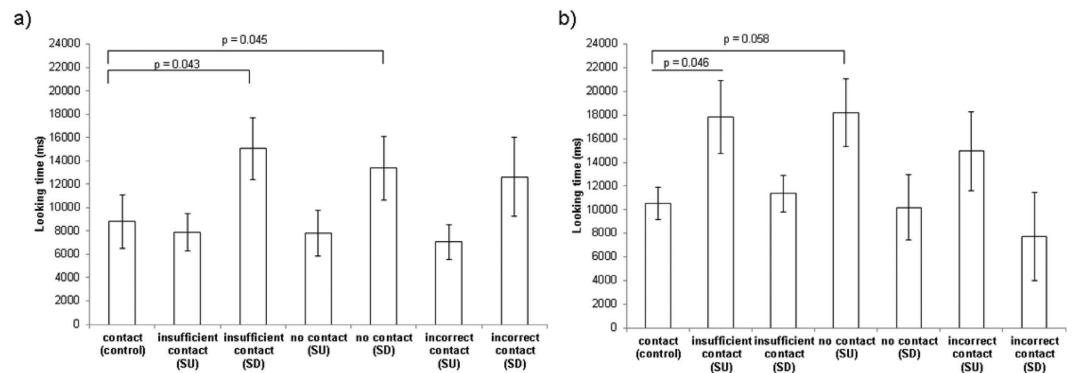 a)
p = 0.045
p = 0.043
Looking time (ms)
24000
22000
20000
18000
16000
14000
12000
10000
8000
6000
4000
2000
0
contact (control)
insufficient contact (SU)
insufficient contact (SD)
no contact (SU)
no contact (SD)
incorrect contact (SU)
incorrect contact (SD)
b)
p = 0.058
p = 0.046
Looking time (ms)
24000
22000
20000
18000
16000
14000
12000
10000
8000
6000
4000
2000
0
contact (control)
insufficient contact (SU)
insufficient contact (SD)
no contact (SU)
no contact (SD)
incorrect contact (SU)
incorrect contact (SD)